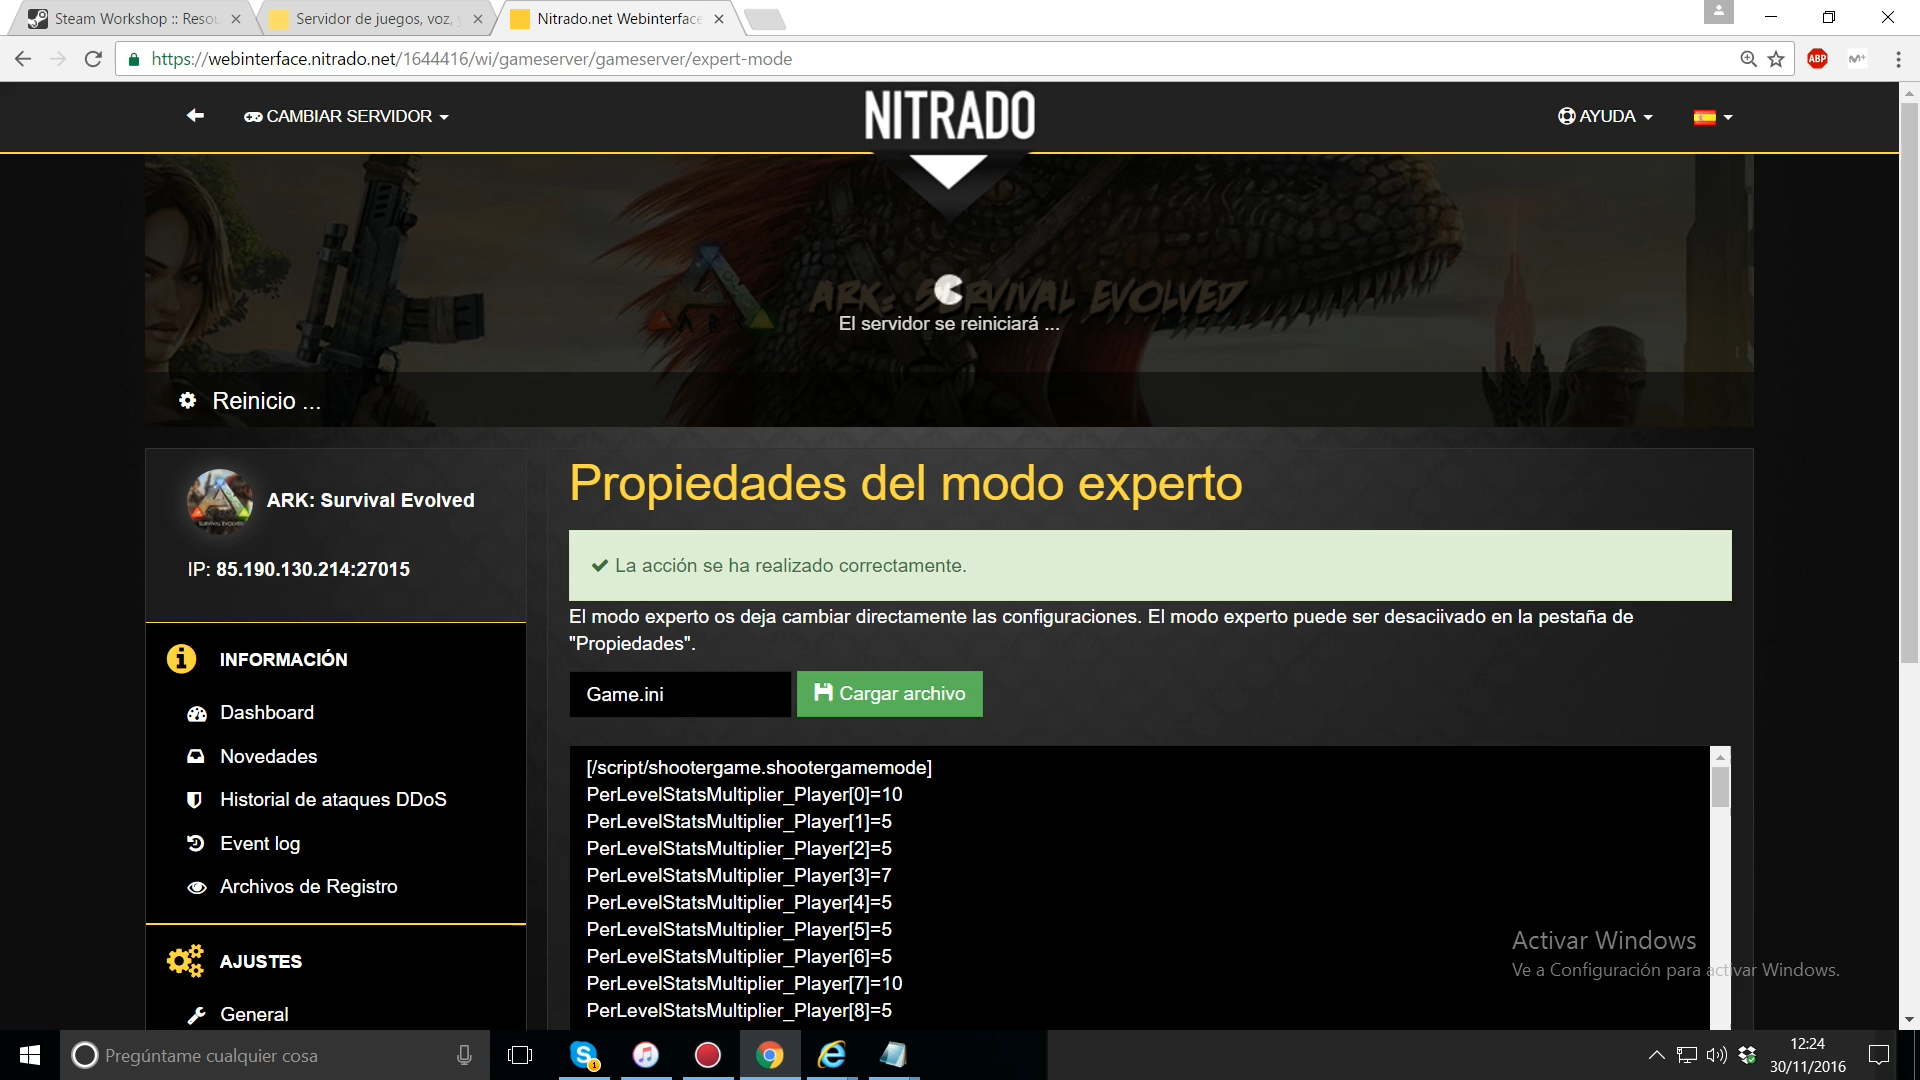 Steam Workshop :: Resou
Servidor de juegos, voz, y
Nitrado.net Webinterface
https://webinterface.nitrado.net/1644416/wi/gameserver/gameserver/expert-mode
ABP
CAMBIAR SERVIDOR
NITRADO
AYUDA
ARK: SURVIVAL EVOLVED
El servidor se reiniciará ...
Reinicio ...
ARK: Survival Evolved
IP: 85.190.130.214:27015
INFORMACIÓN
Dashboard
Novedades
Historial de ataques DDoS
Event log
Archivos de Registro
AJUSTES
General
Propiedades del modo experto
La acción se ha realizado correctamente.
El modo experto os deja cambiar directamente las configuraciones. El modo experto puede ser desaciivado en la pestaña de
"Propiedades".
Game.ini
Cargar archivo
[/script/shootergame.shootergamemode]
PerLevelStatsMultiplier_Player[0]=10
PerLevelStatsMultiplier_Player[1]=5
PerLevelStatsMultiplier_Player[2]=5
PerLevelStatsMultiplier_Player[3]=7
PerLevelStatsMultiplier_Player[4]=5
PerLevelStatsMultiplier_Player[5]=5
PerLevelStatsMultiplier_Player[6]=5
PerLevelStatsMultiplier_Player[7]=10
PerLevelStatsMultiplier_Player[8]=5
Activar Windows
Ve a Configuración para activar Windows.
Pregúntame cualquier cosa
1
12:24
30/11/2016